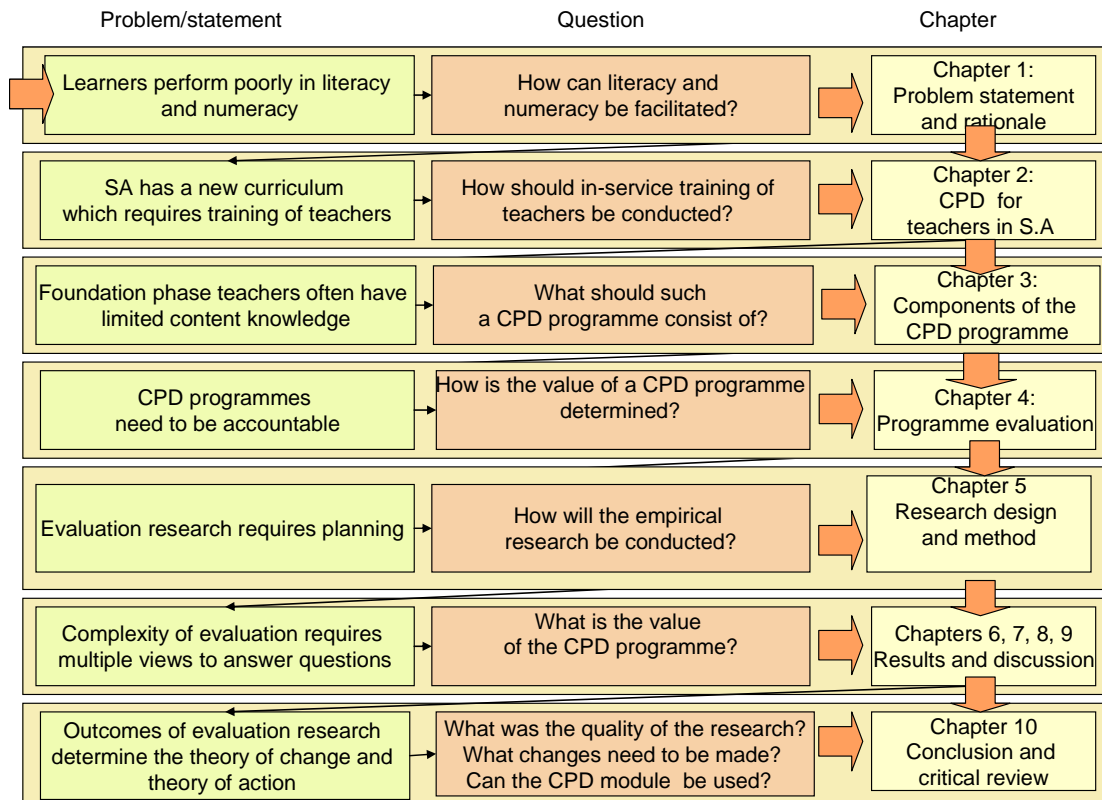 Problem/statement
Question
Chapter
Learners perform poorly in literacy
and numeracy
How can literacy and
numeracy be facilitated?
Chapter 1:
Problem statement
and rationale
SA has a new curriculum
which requires training of teachers
How should in-service training of
teachers be conducted?
Chapter 2:
CPD for
teachers in S.A
Foundation phase teachers often have
limited content knowledge
What should such
a CPD programme consist of?
Chapter 3:
Components of the
CPD programme
CPD programmes
need to be accountable
How is the value of a CPD programme
determined?
Chapter 4:
Programme evaluation
Evaluation research requires planning
How will the empirical
research be conducted?
Chapter 5
Research design
and method
Complexity of evaluation requires
multiple views to answer questions
What is the value
of the CPD programme?
Chapters 6, 7, 8, 9
Results and discussion
Outcomes of evaluation research
determine the theory of change and
theory of action
What was the quality of the research?
What changes need to be made?
Can the CPD module be used?
Chapter 10
Conclusion and
critical review